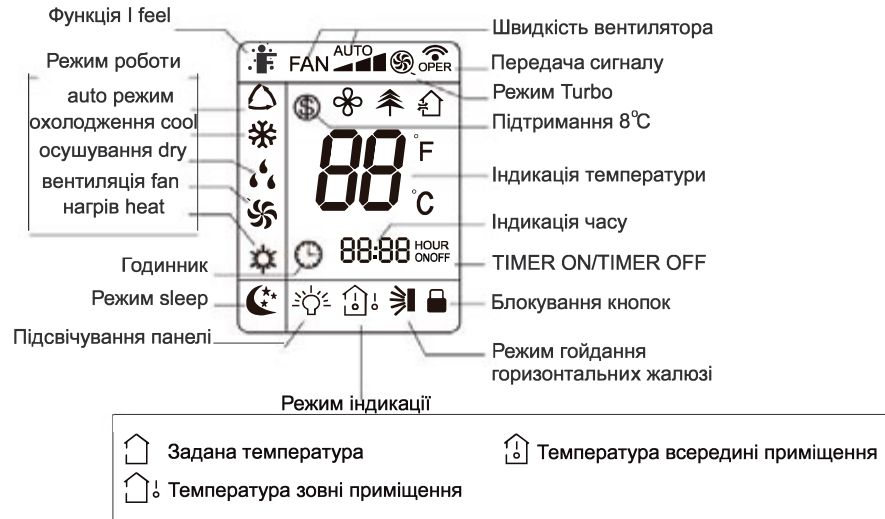 Функція I feel
Режим роботи
auto режим
охолодження cool
осушування dry
вентиляція fan
нагрів heat
Годинник
Режим sleep
Підсвічування панелі
FAN
AUTO
OPER
88
°F
°C
88:88
HOUR
ONOFF
Швидкість вентилятора
Передача сигналу
Режим Turbo
Підтримання 8°C
Індикація температури
Індикація часу
TIMER ON/TIMER OFF
Блокування кнопок
Режим гойдання
горизонтальних жалюзі
Режим індикації
Задана температура
Температура всередині приміщення
Температура зовні приміщення